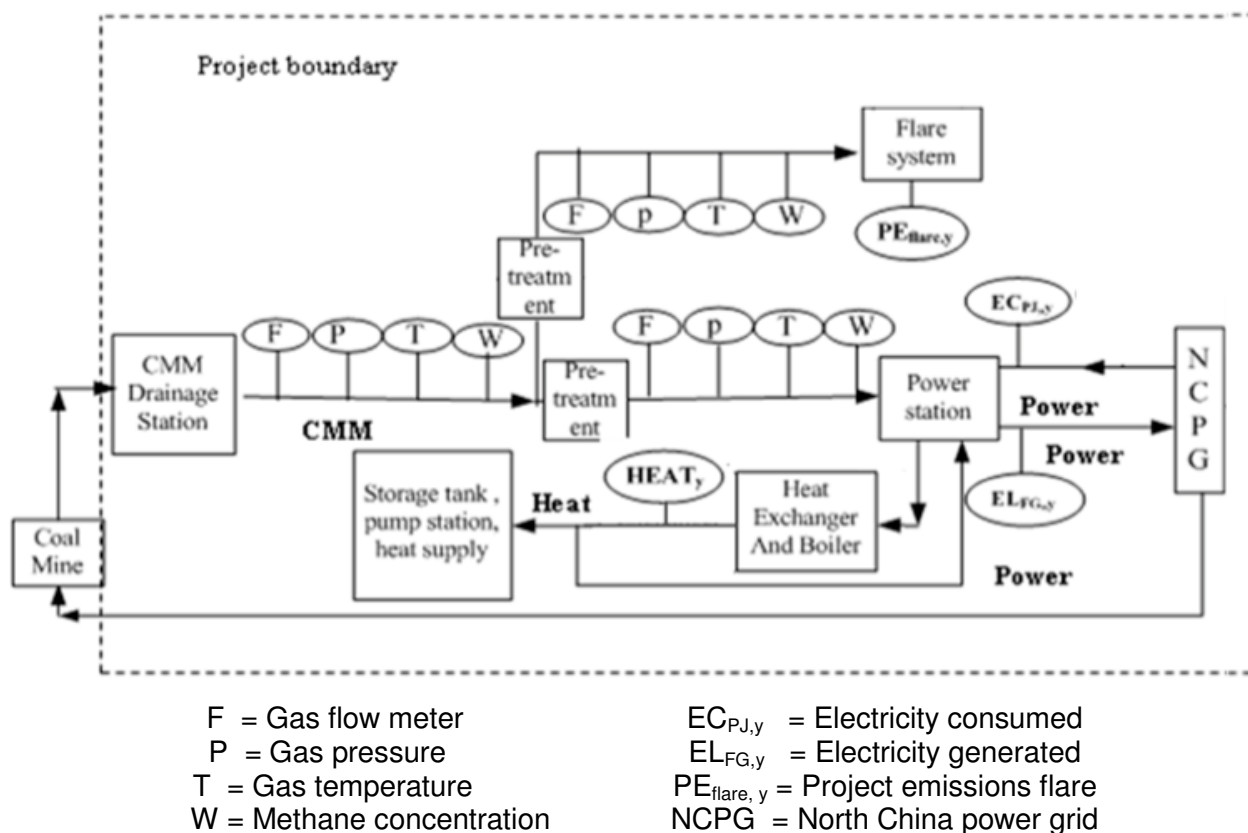 Project boundary
Flare
system
F
p
T
W
PEflare,y
Pre-
treatm
ent
ECPJ,y
F
P
T
W
F
p
T
W
N
C
P
G
CMM
Drainage
Station
Pre-
treatm
ent
Power
station
Power
CMM
Power
HEATy
Storage tank ,
pump station,
heat supply
Heat
Heat
Exchanger
And Boiler
ELFG,y
Coal
Mine
Power
F = Gas flow meter
P = Gas pressure
T = Gas temperature
W = Methane concentration
ECPJ,y = Electricity consumed
ELFG,y = Electricity generated
PEflare, y = Project emissions flare
NCPG = North China power grid